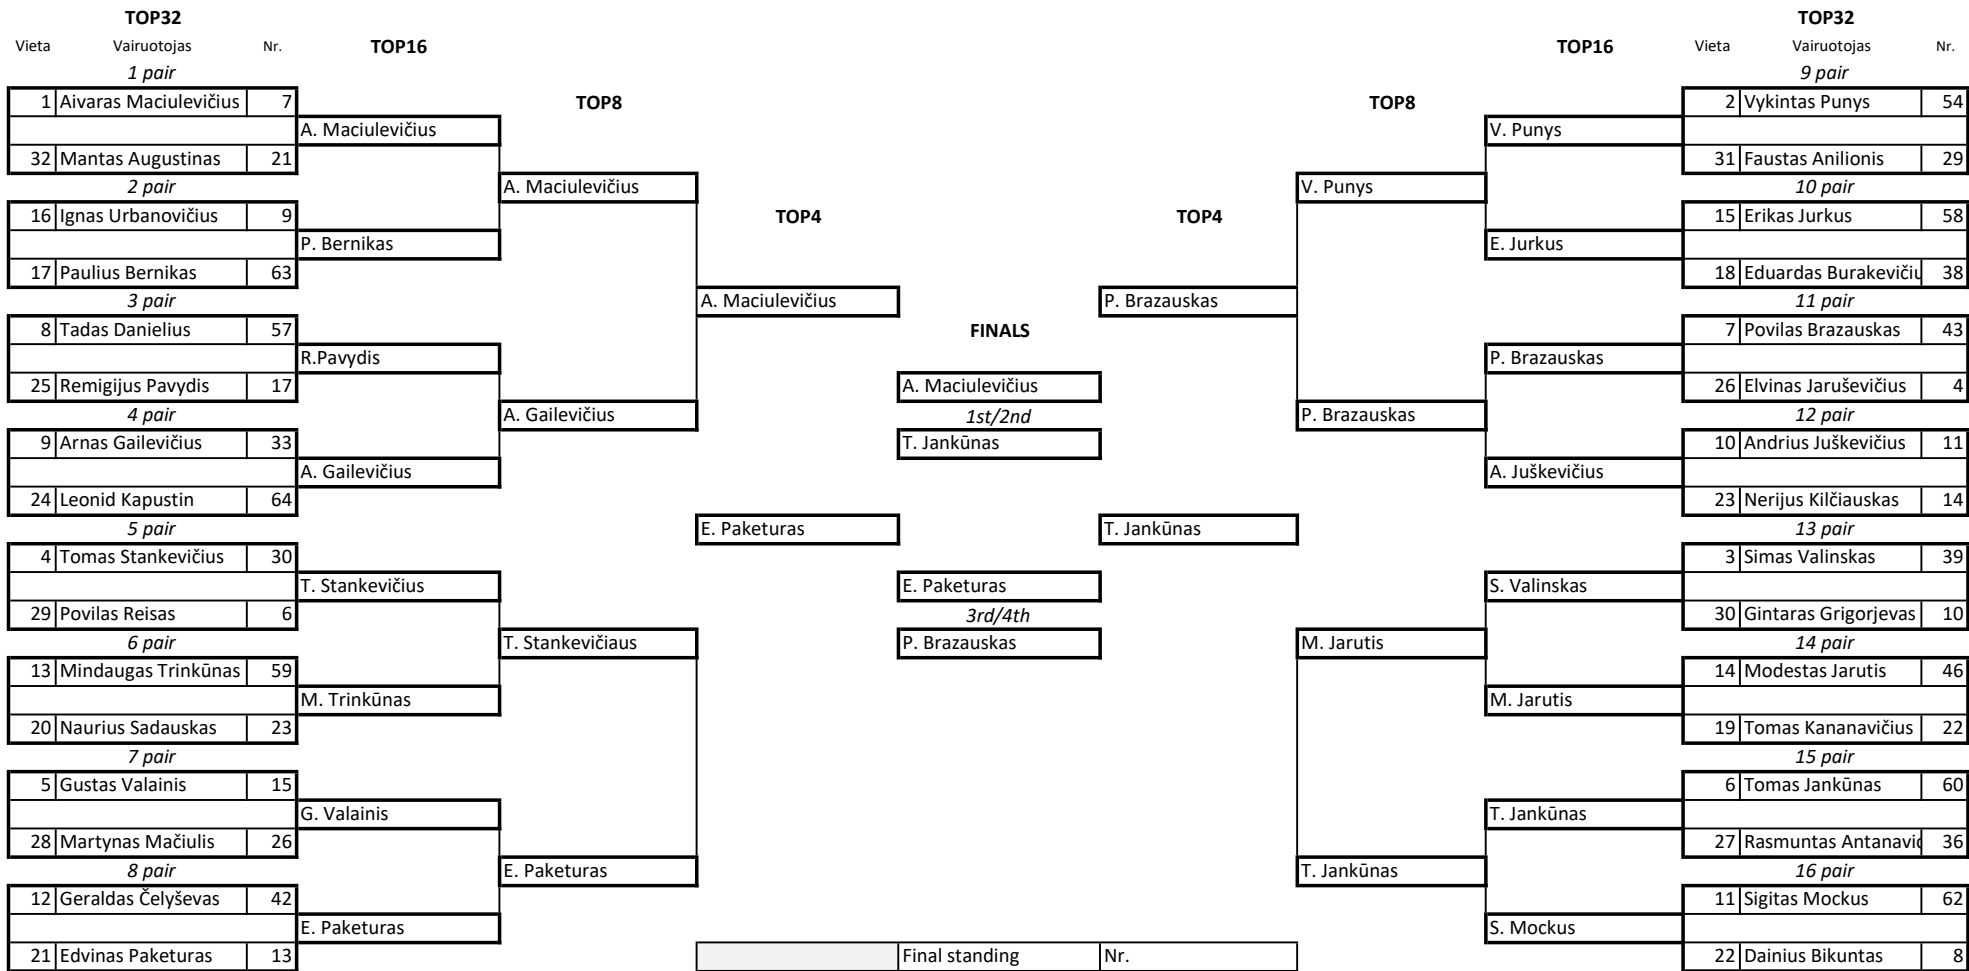 TOP32 TOP32
Vieta Vairuotojas Nr. TOP16 TOP16 Vieta Vairuotojas Nr.
1 pair 9 pair
1 Aivaras Maciulevičius 7 TOP8 TOP8 2 Vykintas Punys 54
A. Maciulevičius V. Punys
32 Mantas Augustinas 21 31 Faustas Anilionis 29
2 pair A. Maciulevičius V. Punys 10 pair
16 Ignas Urbanovičius 9 TOP4 TOP4 15 Erikas Jurkus 58
P. Bernikas E. Jurkus
17 Paulius Bernikas 63 18 Eduardas Burakevičiu 38
3 pair A. Maciulevičius P. Brazauskas 11 pair
8 Tadas Danielius 57 FINALS 7 Povilas Brazauskas 43
R.Pavydis P. Brazauskas
25 Remigijus Pavydis 17 A. Maciulevičius 26 Elvinas Jaruševičius 4
4 pair A. Gailevičius 1st/2nd P. Brazauskas 12 pair
9 Arnas Gailevičius 33 T. Jankūnas 10 Andrius Juškevičius 11
A. Gailevičius A. Juškevičius
24 Leonid Kapustin 64 23 Nerijus Kilčiauskas 14
5 pair E. Paketuras T. Jankūnas 13 pair
4 Tomas Stankevičius 30 3 Simas Valinskas 39
T. Stankevičius E. Paketuras S. Valinskas
29 Povilas Reisas 6 3rd/4th 30 Gintaras Grigorjevas 10
6 pair T. Stankevičiaus P. Brazauskas M. Jarutis 14 pair
13 Mindaugas Trinkūnas 59 14 Modestas Jarutis 46
M. Trinkūnas M. Jarutis
20 Naurius Sadauskas 23 19 Tomas Kananavičius 22
7 pair 15 pair
5 Gustas Valainis 15 6 Tomas Jankūnas 60
G. Valainis T. Jankūnas
28 Martynas Mačiulis 26 27 Rasmuntas Antanavič 36
8 pair E. Paketuras T. Jankūnas 16 pair
12 Geraldas Čelyševas 42 11 Sigitas Mockus 62
E. Paketuras S. Mockus
21 Edvinas Paketuras 13 Final standing Nr. 22 Dainius Bikuntas 8